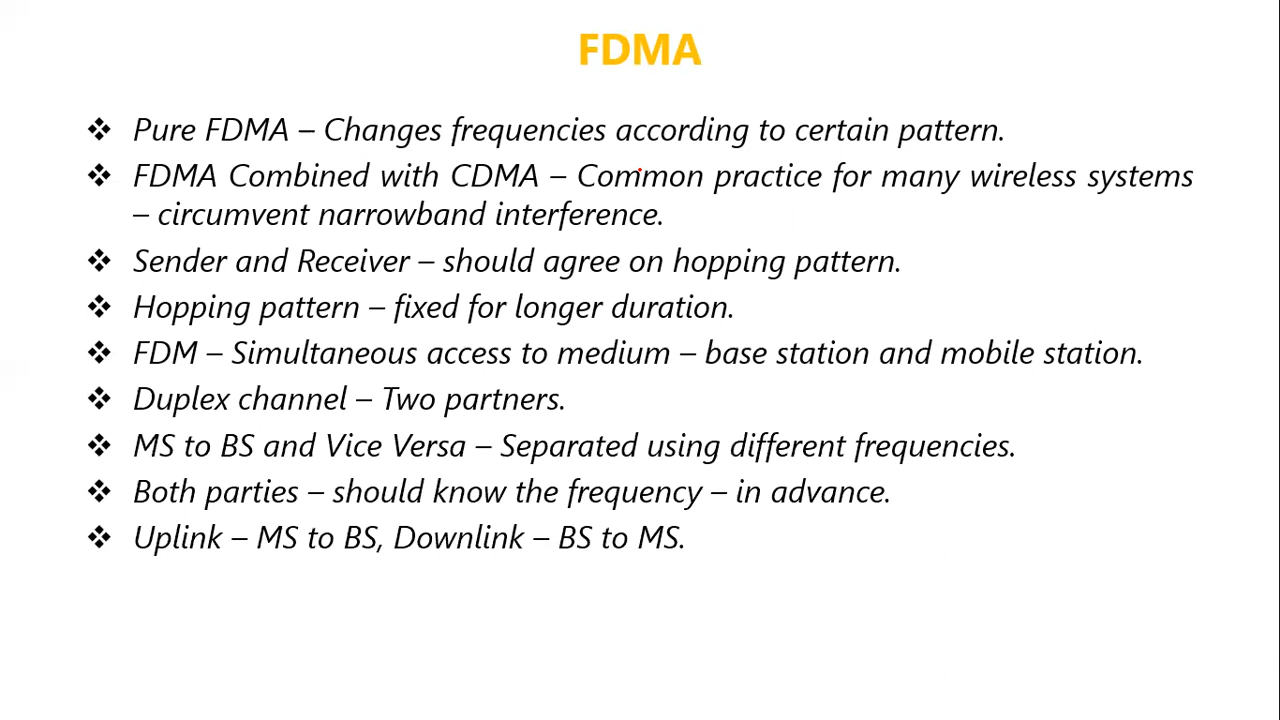 FDMA
❖ Pure FDMA – Changes frequencies according to certain pattern.
❖ FDMA Combined with CDMA – Common practice for many wireless systems
– circumvent narrowband interference.
❖ Sender and Receiver – should agree on hopping pattern.
❖ Hopping pattern – fixed for longer duration.
❖ FDM – Simultaneous access to medium – base station and mobile station.
❖ Duplex channel – Two partners.
❖ MS to BS and Vice Versa – Separated using different frequencies.
❖ Both parties – should know the frequency – in advance.
❖ Uplink – MS to BS, Downlink – BS to MS.